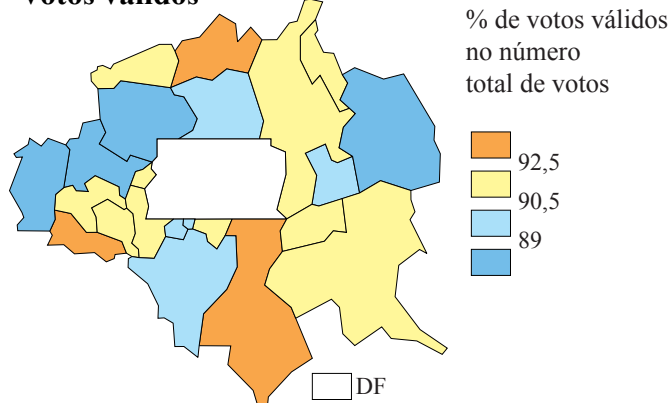 votos válidos
% de votos válidos
no número
total de votos
92,5
90,5
89
DF